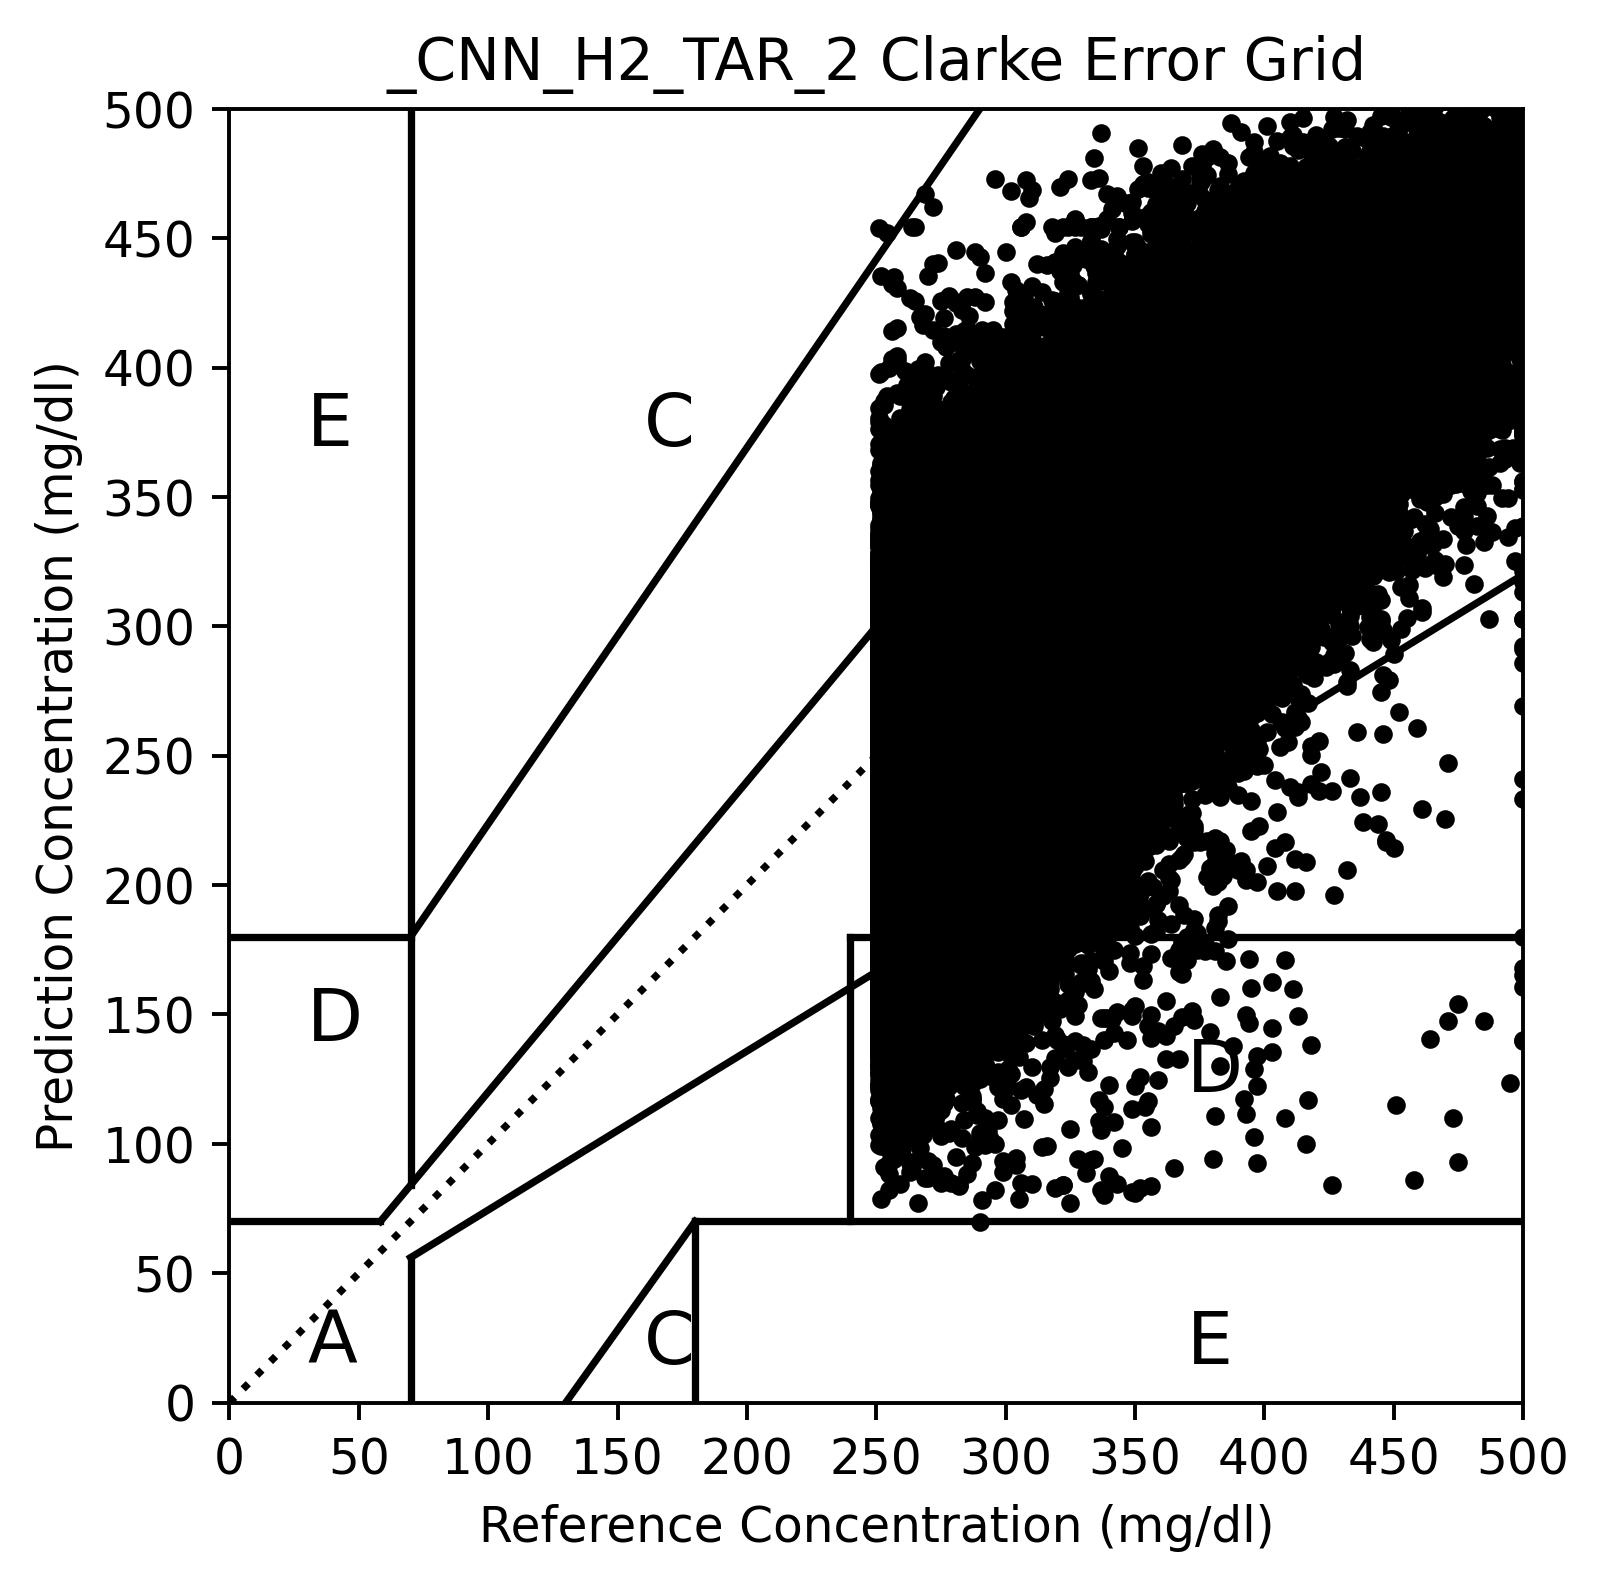 _CNN_H2_TAR_2 Clarke Error Grid
Prediction Concentration (mg/dl)
500
450
400
350
300
250
200
150
100
50
0
E
C
D
D
A
C
E
0 50 100 150 200 250 300 350 400 450 500
Reference Concentration (mg/dl)